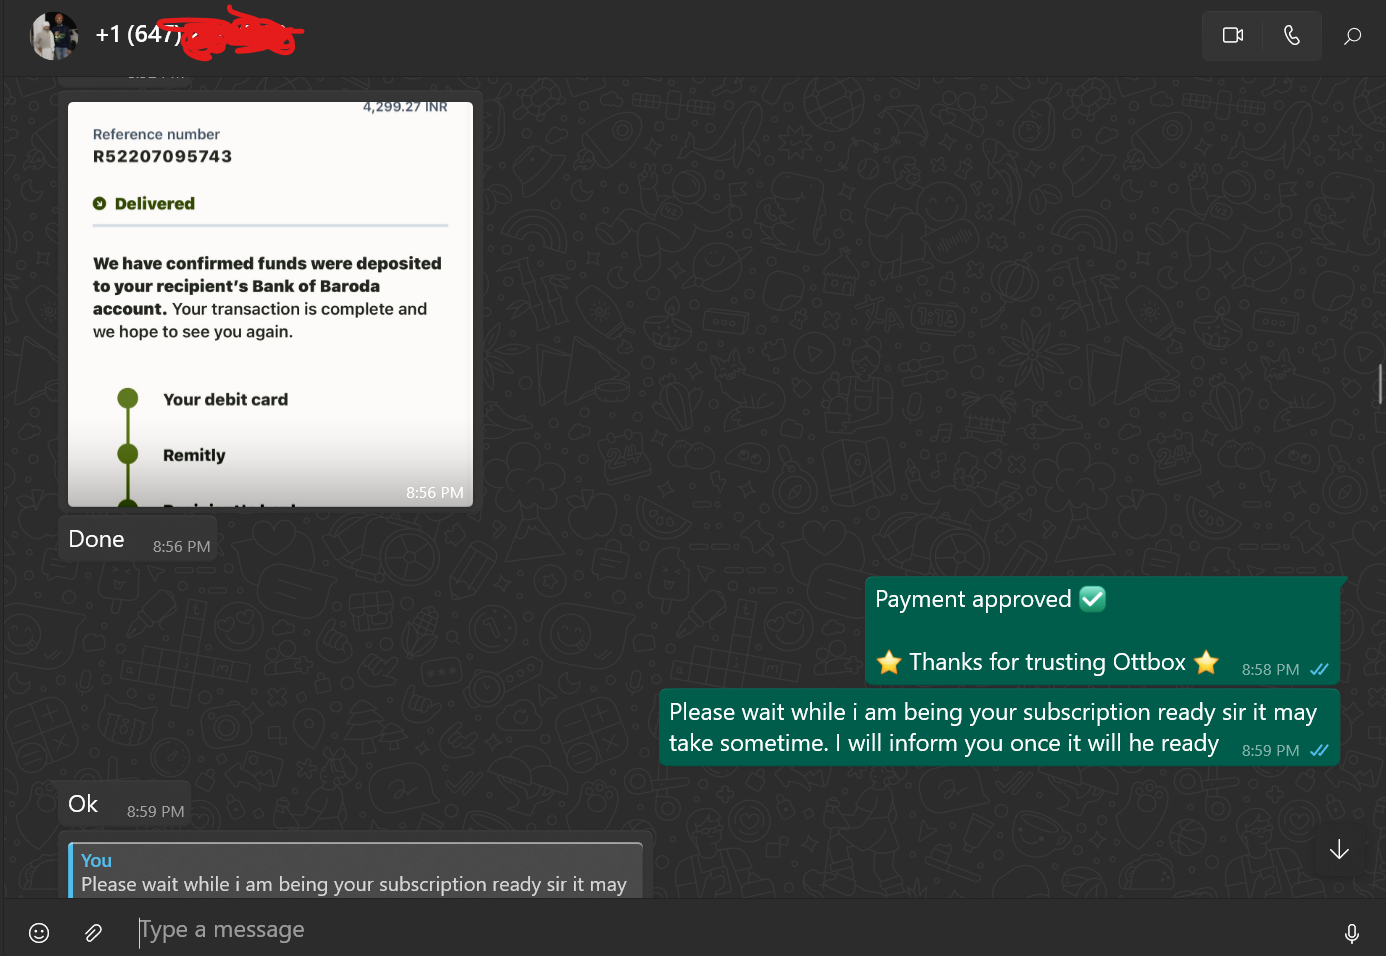 +1 (647)
4,299.27 INR
Reference number
R52207095743
Delivered
We have confirmed funds were deposited
to your recipient's Bank of Baroda
account. Your transaction is complete and
we hope to see you again.
Your debit card
Remitly
8:56 PM
Done 8:56 PM
Payment approved ✅
⭐ Thanks for trusting Ottbox ⭐ 8:58 PM
Please wait while i am being your subscription ready sir it may
take sometime. I will inform you once it will he ready 8:59 PM
Ok 8:59 PM
You
Please wait while i am being your subscription ready sir it may
Type a message